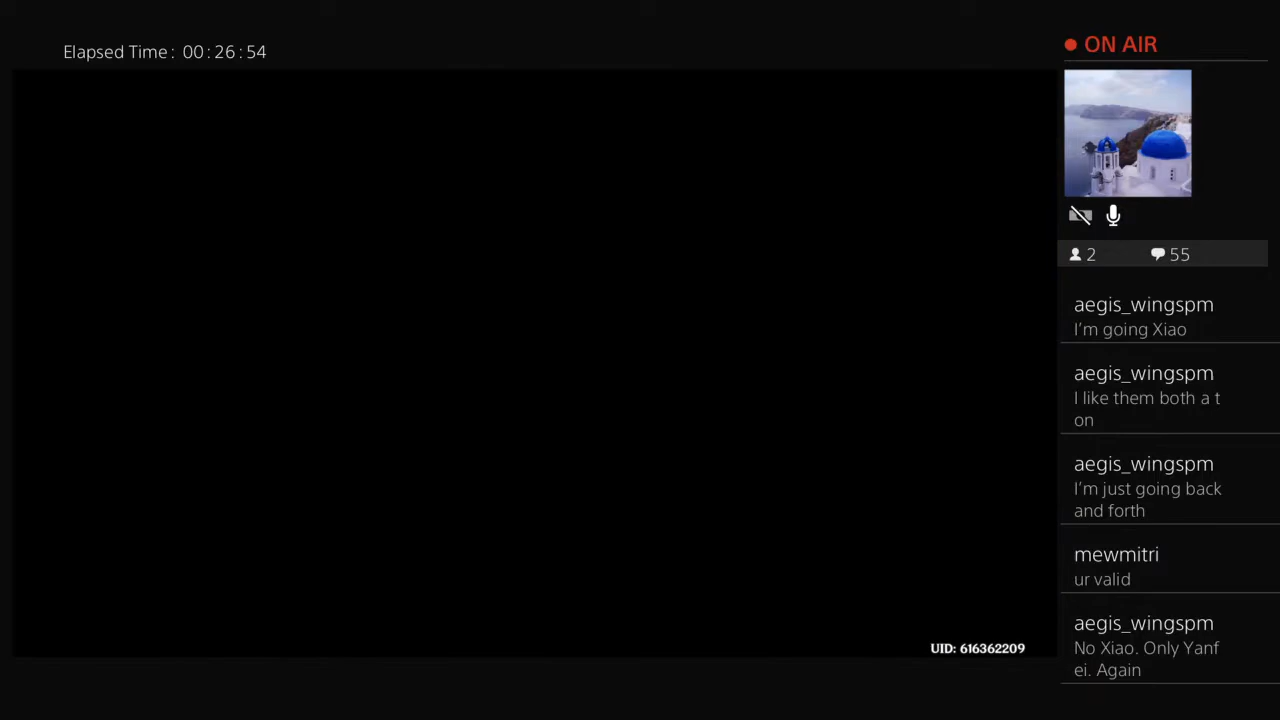 Elapsed Time: 00:26:54
ON AIR
2 55
aegis_wingspm
I'm going Xiao
aegis_wingspm
I like them both a t
on
aegis_wingspm
I'm just going back
and forth
mewmitri
ur valid
aegis_wingspm
No Xiao. Only Yanf
ei. Again
UID: 616362209